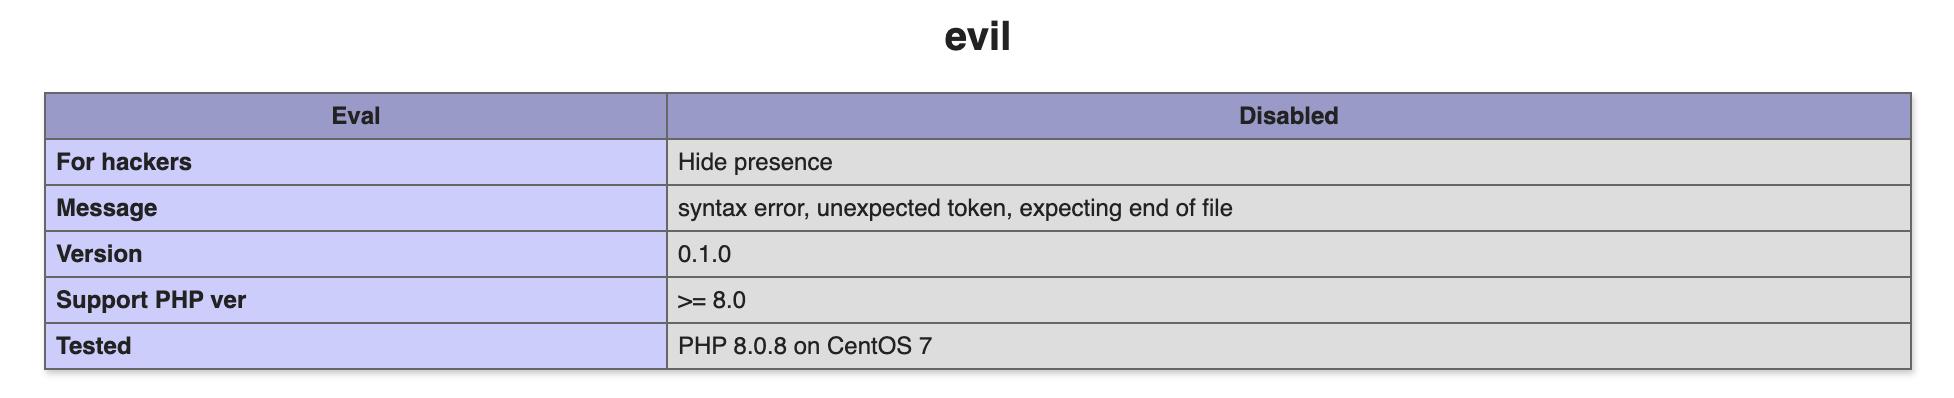 evil
Eval Disabled
For hackers Hide presence
Message syntax error, unexpected token, expecting end of file
Version 0.1.0
Support PHP ver >= 8.0
Tested PHP 8.0.8 on CentOS 7